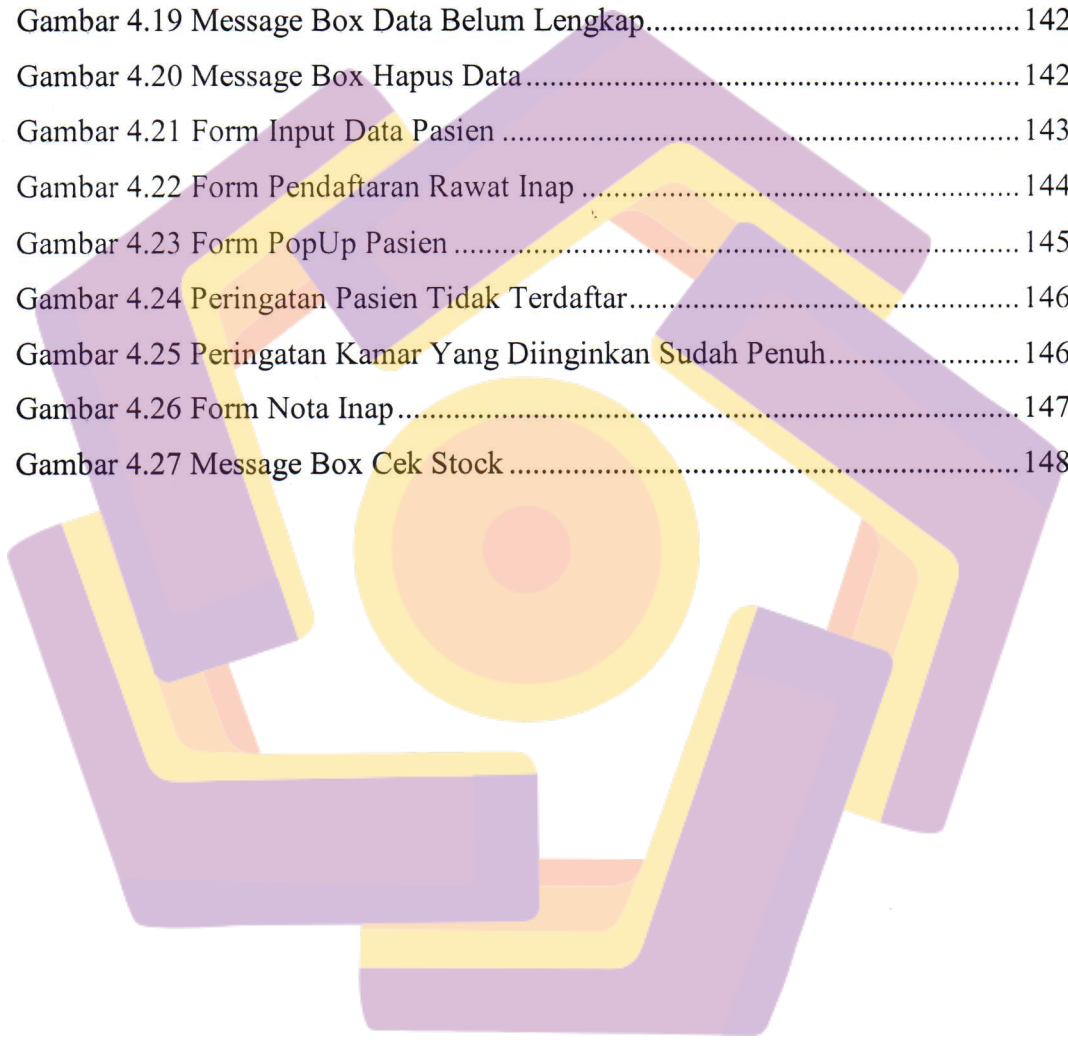 Gambar 4.19 Message Box Data Belum Lengkap.................................................... 142
Gambar 4.20 Message Box Hapus Data.................................................................... 142
Gambar 4.21 Form Input Data Pasien ....................................................................... 143
Gambar 4.22 Form Pendaftaran Rawat Inap ............................................................ 144
Gambar 4.23 Form PopUp Pasien ............................................................................. 145
Gambar 4.24 Peringatan Pasien Tidak Terdaftar...................................................... 146
Gambar 4.25 Peringatan Kamar Yang Diinginkan Sudah Penuh........................... 146
Gambar 4.26 Form Nota Inap.................................................................................... 147
Gambar 4.27 Message Box Cek Stock ...................................................................... 148